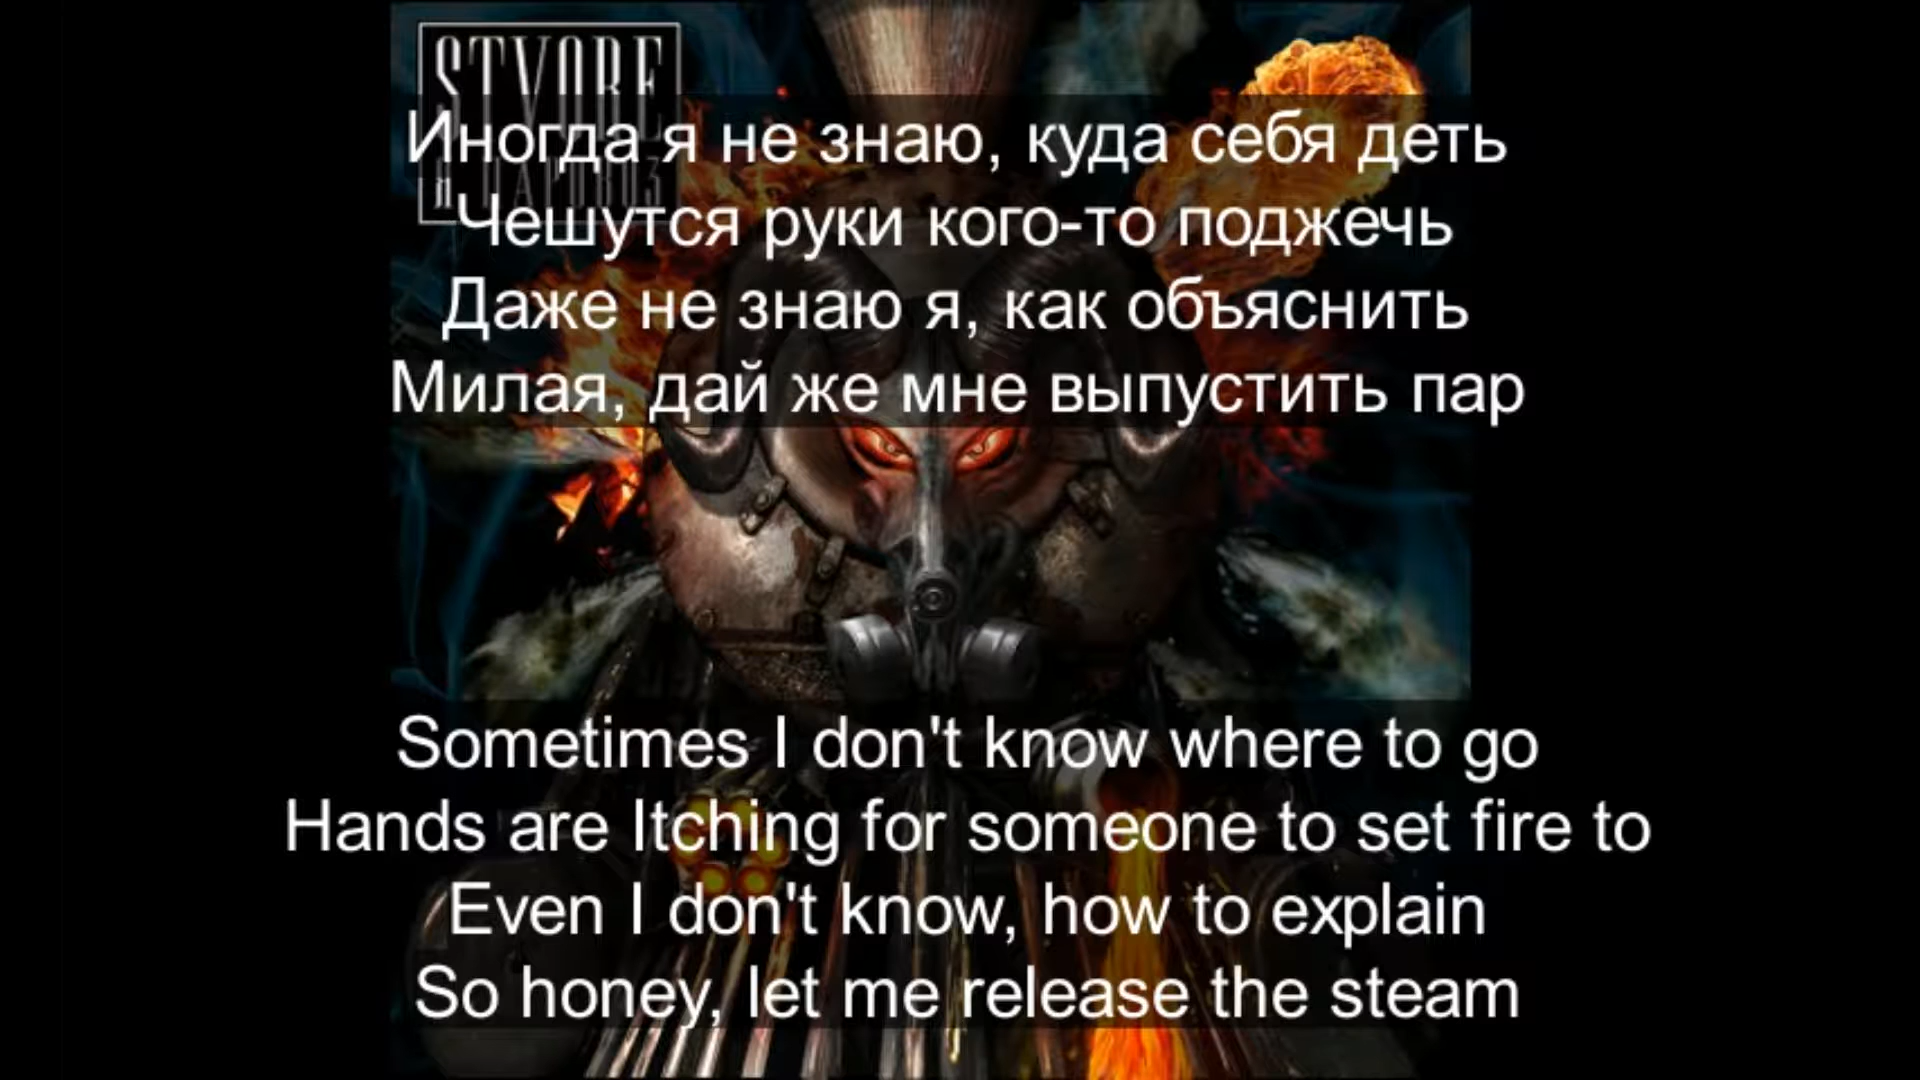 STVORE
Я ПАРОВОЗ
Иногда я не знаю, куда себя деть
Чешутся руки кого-то поджечь
Даже не знаю я, как объяснить
Милая, дай же мне выпустить пар
Sometimes I don't know where to go
Hands are Itching for someone to set fire to
Even I don't know, how to explain
So honey, let me release the steam